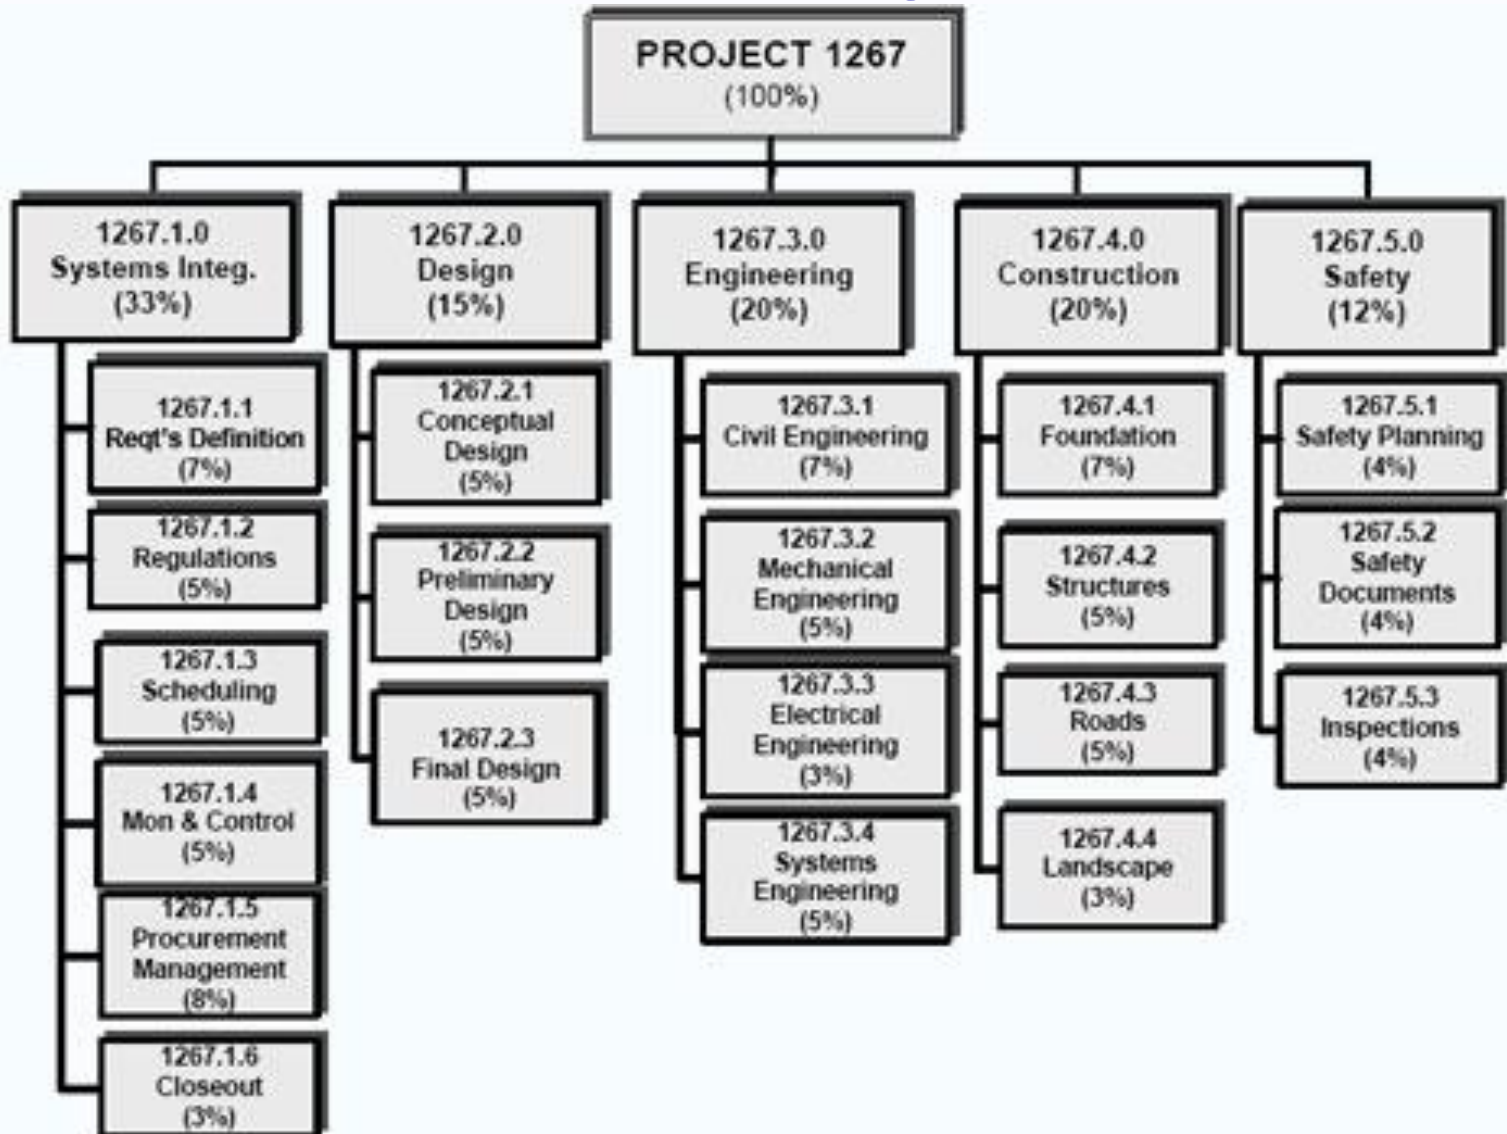 PROJECT 1267
(100%)
1267.1.0
Systems Integ.
(33%)
1267.1.1
Reqt's Definition
(7%)
1267.1.2
Regulations
(5%)
1267.1.3
Scheduling
(5%)
1267.1.4
Mon & Control
(5%)
1267.1.5
Procurement
Management
(8%)
1267.1.6
Closeout
(3%)
1267.2.0
Design
(15%)
1267.2.1
Conceptual
Design
(5%)
1267.2.2
Preliminary
Design
(5%)
1267.2.3
Final Design
(5%)
1267.3.0
Engineering
(20%)
1267.3.1
Civil Engineering
(7%)
1267.3.2
Mechanical
Engineering
(5%)
1267.3.3
Electrical
Engineering
(3%)
1267.3.4
Systems
Engineering
(5%)
1267.4.0
Construction
(20%)
1267.4.1
Foundation
(7%)
1267.4.2
Structures
(5%)
1267.4.3
Roads
(5%)
1267.4.4
Landscape
(3%)
1267.5.0
Safety
(12%)
1267.5.1
Safety Planning
(4%)
1267.5.2
Safety
Documents
(4%)
1267.5.3
Inspections
(4%)